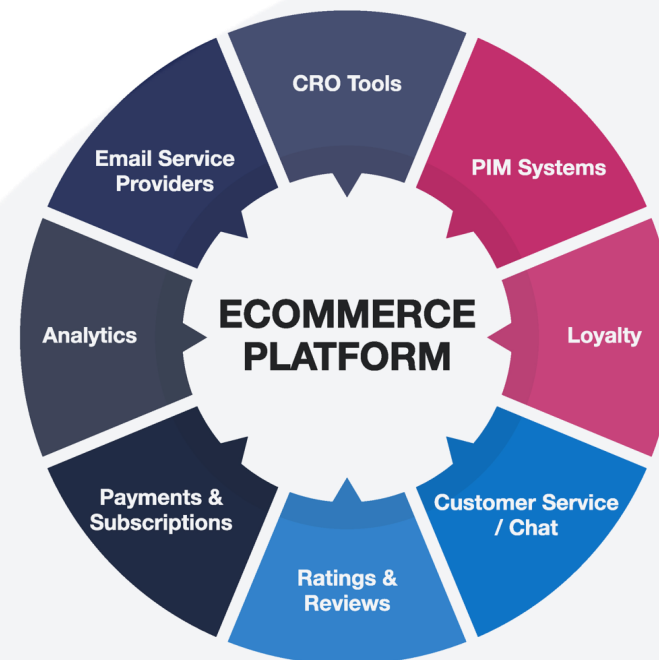 CRO Tools
PIM Systems
Loyalty
Customer Service
/ Chat
Ratings &
Reviews
Payments &
Subscriptions
Analytics
Email Service
Providers
ECOMMERCE
PLATFORM